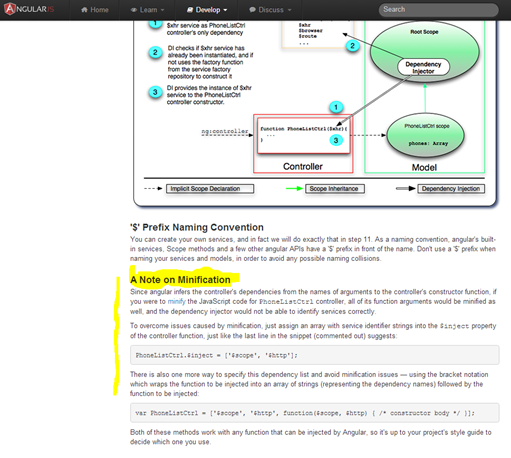 ANGULARJS
Home
Learn
Develop
Discuss
Search
1
$xhr service as PhoneListCtrl
controller's only dependency
2
DI checks if $xhr service has
already been instantiated, and if
not uses the factory function
from the service factory
repository to construct it
3
DI provides the instance of $xhr
service to the PhoneListCtrl
controller constructor.
$xhr
$browser
$route
...
2
Root Scope
Dependency
Injector
1
ng:controller
function PhoneListCtrl($xhr){
...
}
3
PhoneListCtrl scope
phones: Array
Controller
Model
Implicit Scope Declaration
Scope Inheritance
Dependency Injection
'$' Prefix Naming Convention
You can create your own services, and in fact we will do exactly that in step 11. As a naming convention, angular's built-
in services, Scope methods and a few other angular APIs have a '$' prefix in front of the name. Don't use a '$' prefix when
naming your services and models, in order to avoid any possible naming collisions.
A Note on Minification
Since angular infers the controller's dependencies from the names of arguments to the controller's constructor function, if
you were to minify the JavaScript code for PhoneListCtrl controller, all of its function arguments would be minified as
well, and the dependency injector would not be able to identify services correctly.
To overcome issues caused by minification, just assign an array with service identifier strings into the $inject property
of the controller function, just like the last line in the snippet (commented out) suggests:
PhoneListCtrl.$inject = ['$scope', '$http'];
There is also one more way to specify this dependency list and avoid minification issues — using the bracket notation
which wraps the function to be injected into an array of strings (representing the dependency names) followed by the
function to be injected:
var PhoneListCtrl = ['$scope', '$http', function($scope, $http) { /* constructor body */ }];
Both of these methods work with any function that can be injected by Angular, so it's up to your project's style guide to
decide which one you use.